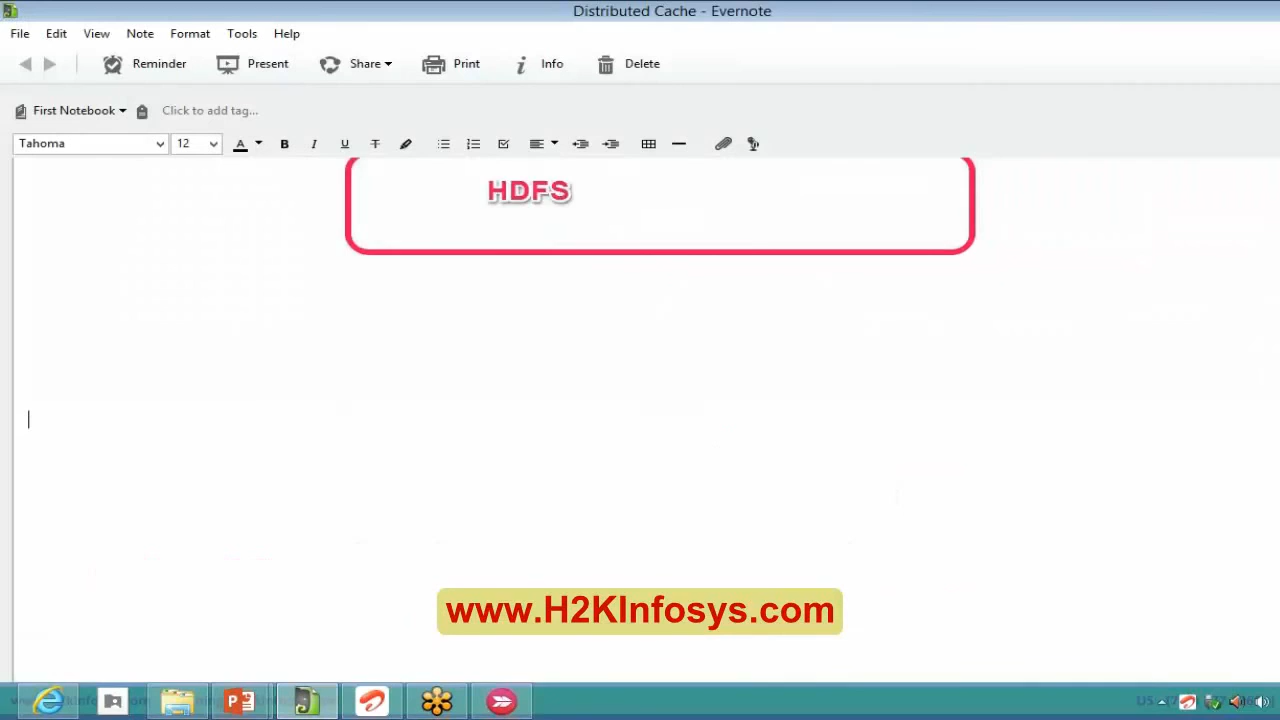 Distributed Cache - Evernote
File Edit View Note Format Tools Help
Reminder Present Share Print Info Delete
First Notebook Click to add tag...
Tahoma 12 A B I U T
HDFS
www.H2KInfosys.com